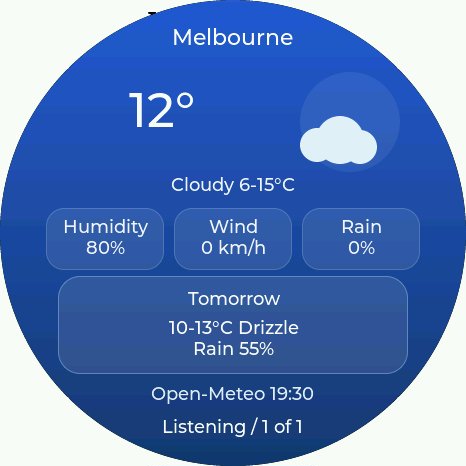 Melbourne
12°
Cloudy 6-15°C
Humidity
80%
Wind
0 km/h
Rain
0%
Tomorrow
10-13°C Drizzle
Rain 55%
Open-Meteo 19:30
Listening / 1 of 1